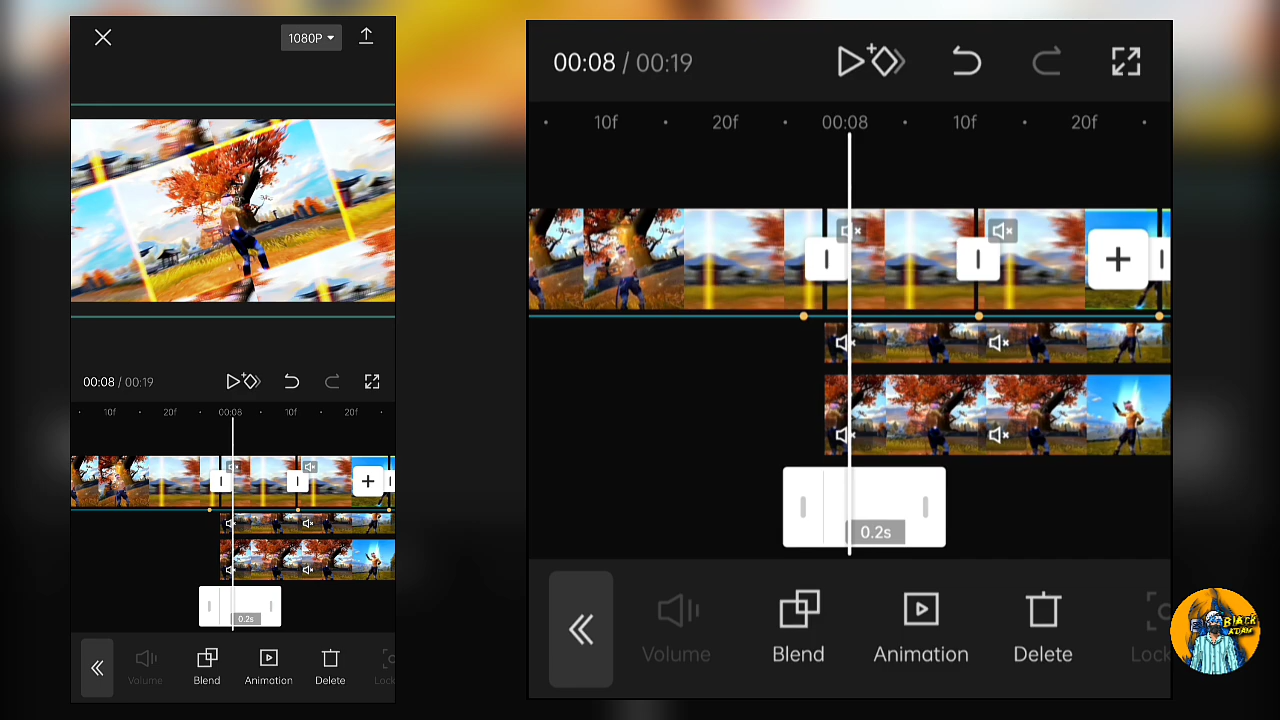 1080P
00:08 / 00:19
10f 20f 00:08 10f 20f
0.2s
Volume Blend Animation Delete Lock
00:08 / 00:19
10f 20f 00:08 10f 20f
0.2s
Volume Blend Animation Delete Lock
BLACK
ADAM